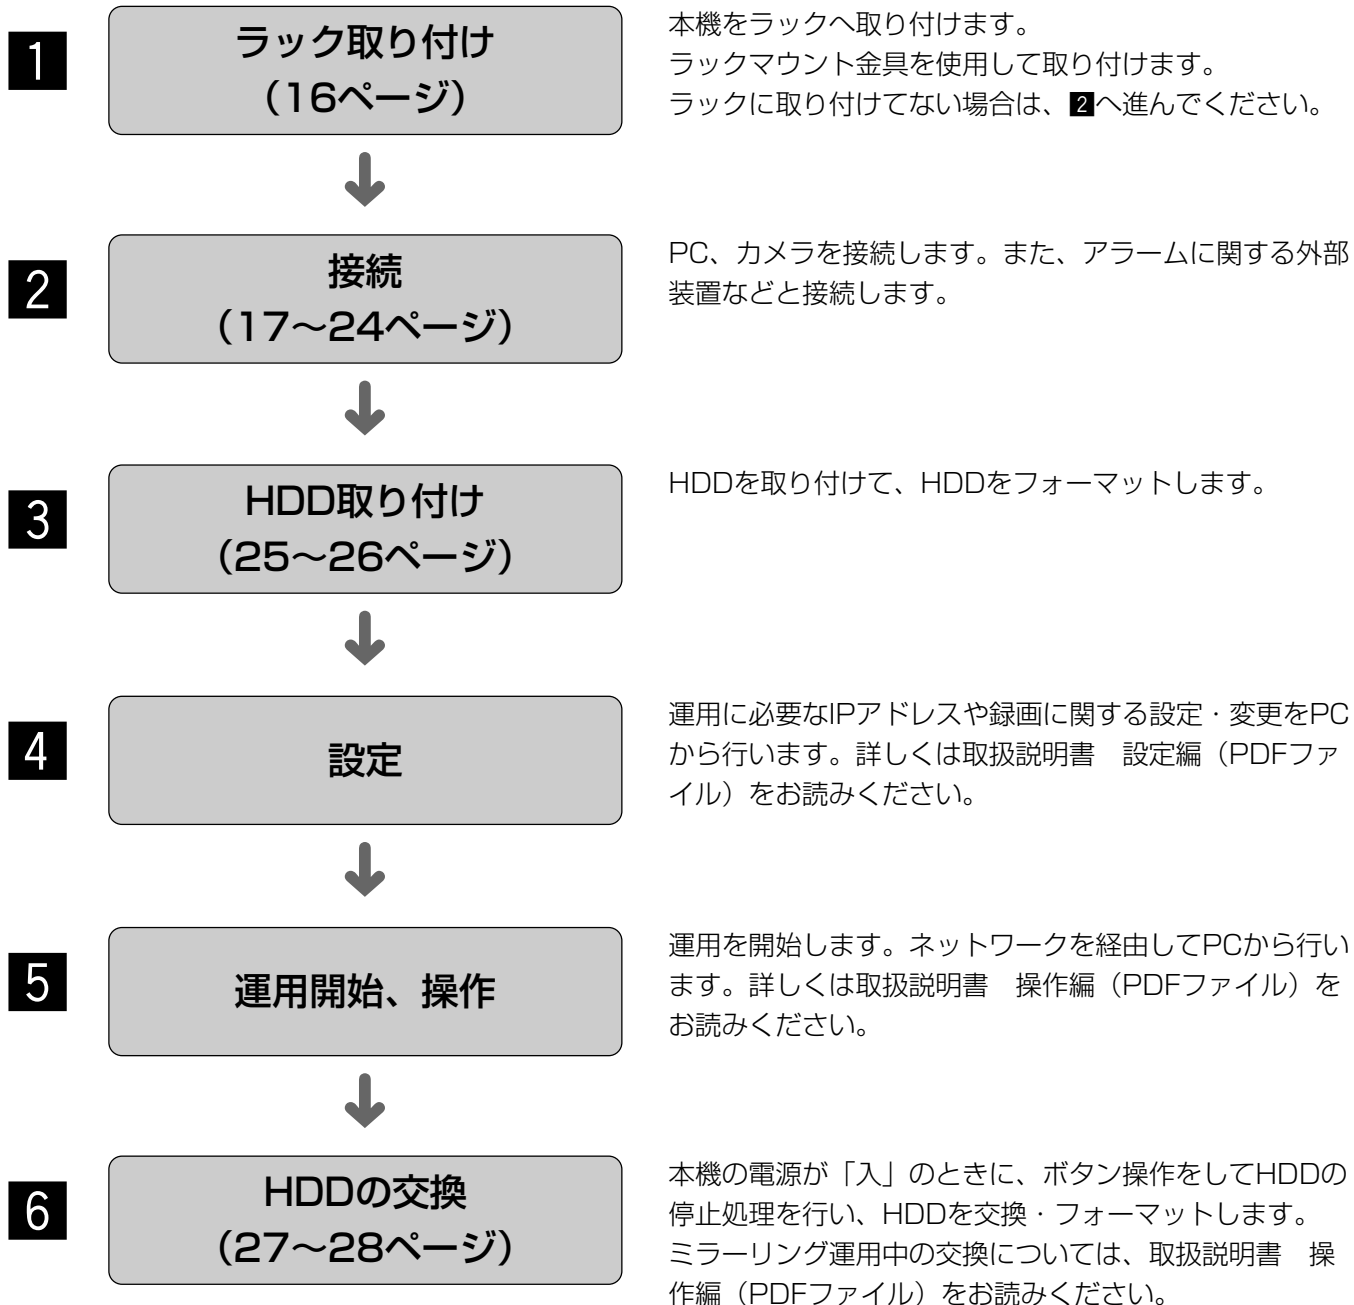 1
ラック取り付け
（16ページ）
本機をラックへ取り付けます。
ラックマウント金具を使用して取り付けます。
ラックに取り付けてない場合は、2へ進んでください。
2
接続
（17～24ページ）
PC、カメラを接続します。また、アラームに関する外部
装置などと接続します。
3
HDD取り付け
（25～26ページ）
HDDを取り付けて、HDDをフォーマットします。
4
設定
運用に必要なIPアドレスや録画に関する設定・変更をPC
から行います。詳しくは取扱説明書　設定編（PDFファ
イル）をお読みください。
5
運用開始、操作
運用を開始します。ネットワークを経由してPCから行い
ます。詳しくは取扱説明書　操作編（PDFファイル）を
お読みください。
6
HDDの交換
（27～28ページ）
本機の電源が「入」のときに、ボタン操作をしてHDDの
停止処理を行い、HDDを交換・フォーマットします。
ミラーリング運用中の交換については、取扱説明書　操
作編（PDFファイル）をお読みください。